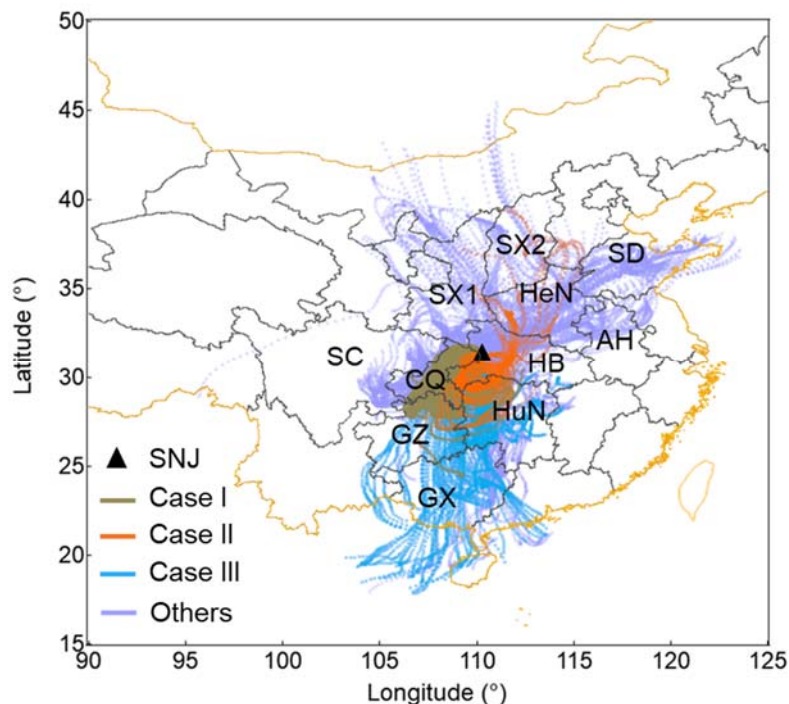 50
45
40
35
30
25
20
15
Latitude (°)
SX2
SD
SX1
HeN
AH
SC
CQ
HB
HuN
GZ
GX
SNJ
Case I
Case II
Case III
Others
90
95
100
105
110
115
120
125
Longitude (°)